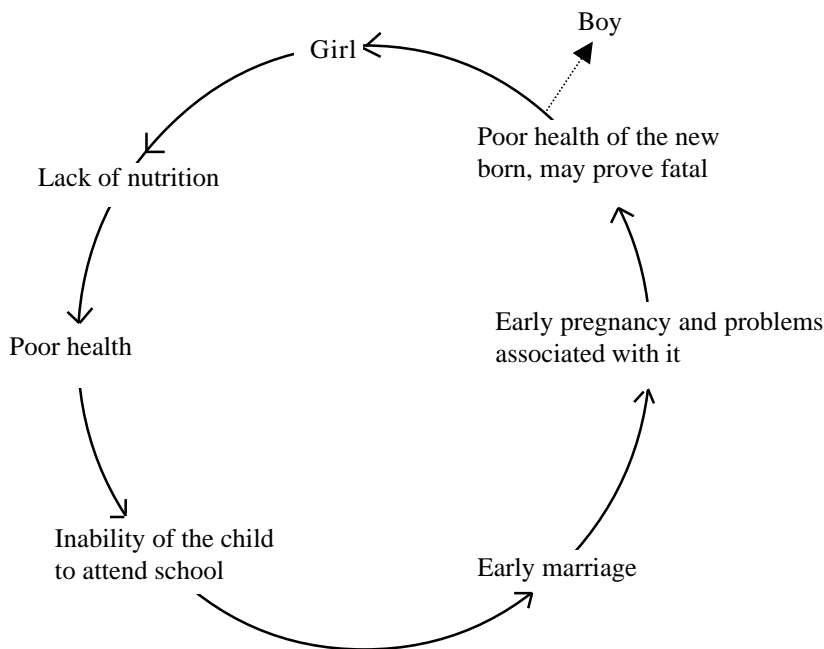 Boy
Girl
Poor health of the new
born, may prove fatal
Lack of nutrition
Early pregnancy and problems
associated with it
Poor health
Inability of the child
to attend school
Early marriage